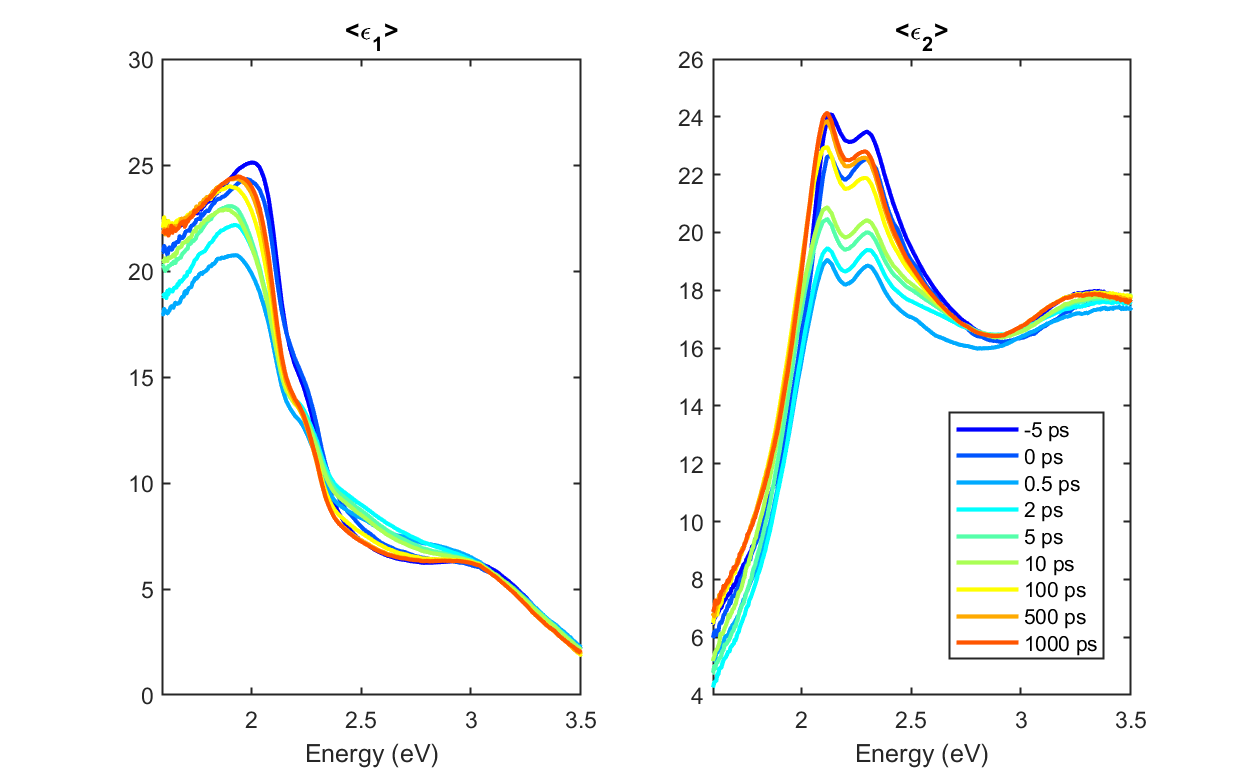 <ϵ1>
30
25
20
15
10
5
0
2
2.5
3
3.5
Energy (eV)
<ϵ2>
26
24
22
20
18
16
14
12
10
8
6
4
2
2.5
3
3.5
Energy (eV)
-5 ps
0 ps
0.5 ps
2 ps
5 ps
10 ps
100 ps
500 ps
1000 ps